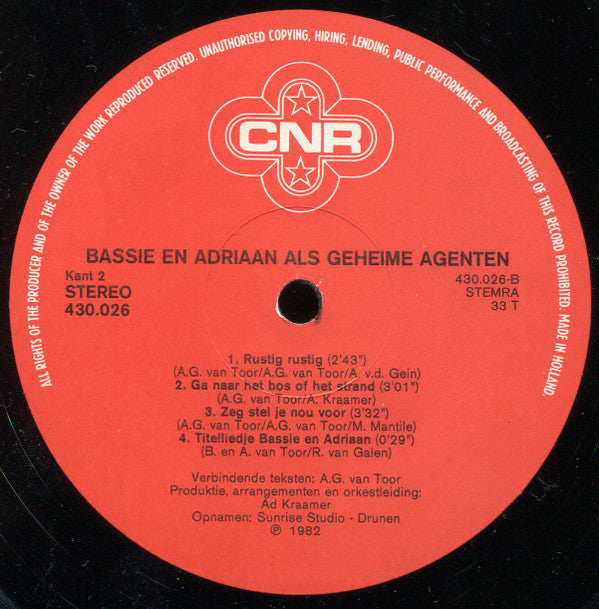 ALL RIGHTS OF THE PRODUCER AND OF THE OWNER OF THE WORK REPRODUCED RESERVED. UNAUTHORISED COPYING, HIRING, LENDING, PUBLIC PERFORMANCE AND BROADCASTING OF THIS RECORD PROHIBITED. MADE IN HOLLAND.
CNR
BASSIE EN ADRIAAN ALS GEHEIME AGENTEN
Kant 2
STEREO
430.026
430.026-B
STEMRA
33 T
1. Rustig rustig (2'43")
(A.G. van Toor/A.G. van Toor/A. v.d. Gein)
2. Ga naar het bos of het strand (3'01")
(A.G. van Toor/A. Kraamer)
3. Zeg stel je nou voor (3'32")
(A.G. van Toor/A.G. van Toor/M. Mantile)
4. Titelliedje Bassie en Adriaan (0'29")
(B. en A. van Toor/R. van Galen)
Verbindende teksten: A.G. van Toor
Produktie, arrangementen en orkestleiding:
Ad Kraamer
Opnamen: Sunrise Studio - Drunen
℗ 1982